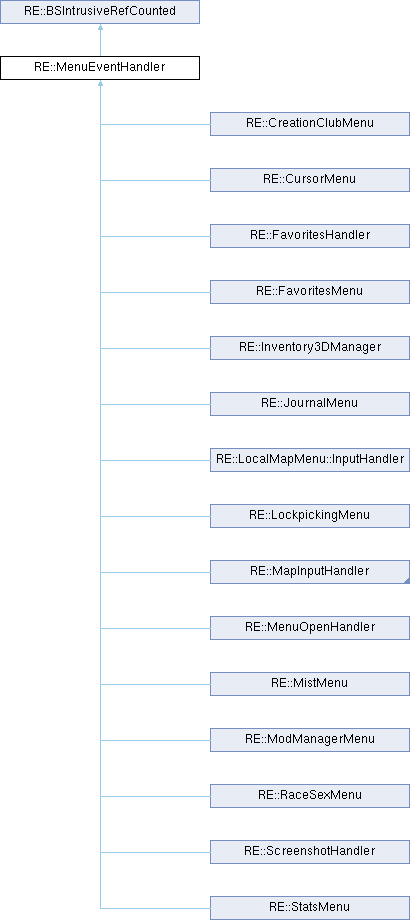 RE::BSIntrusiveRefCounted
RE::MenuEventHandler
RE::CreationClubMenu
RE::CursorMenu
RE::FavoritesHandler
RE::FavoritesMenu
RE::Inventory3DManager
RE::JournalMenu
RE::LocalMapMenu::InputHandler
RE::LockpickingMenu
RE::MapInputHandler
RE::MenuOpenHandler
RE::MistMenu
RE::ModManagerMenu
RE::RaceSexMenu
RE::ScreenshotHandler
RE::StatsMenu